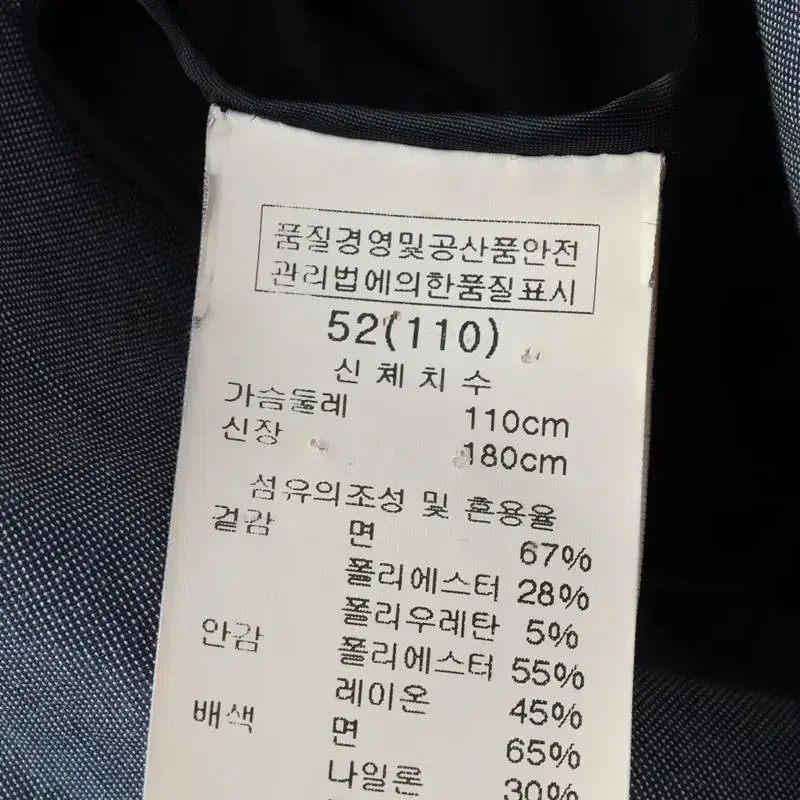 품질경영및공산품안전
관리법에의한품질표시
52(110)
신 체 치 수
가슴둘레 110cm
신장 180cm
섬유의조성 및 혼용율
겉감 면 67%
폴리에스터 28%
폴리우레탄 5%
안감 폴리에스터 55%
레이온 45%
배색 면 65%
나일론 30%